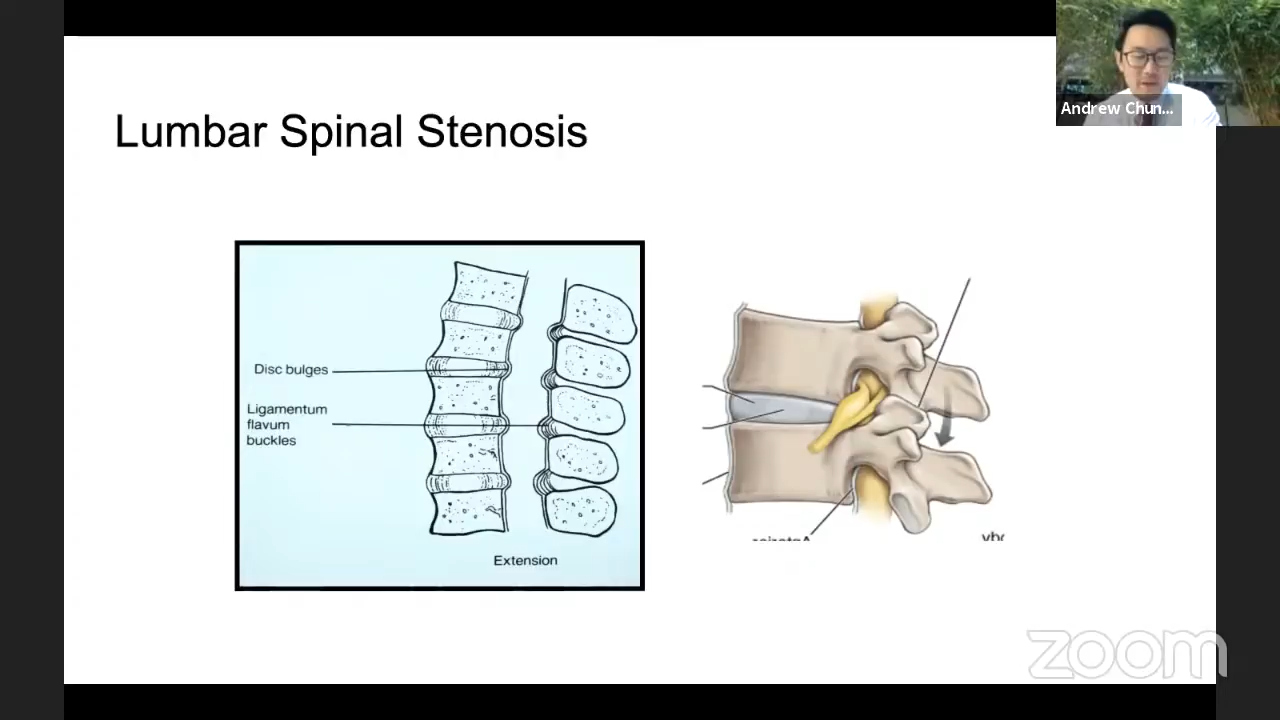 Andrew Chun...
Lumbar Spinal Stenosis
Disc bulges
Ligamentum
flavum
buckles
Extension
zoom